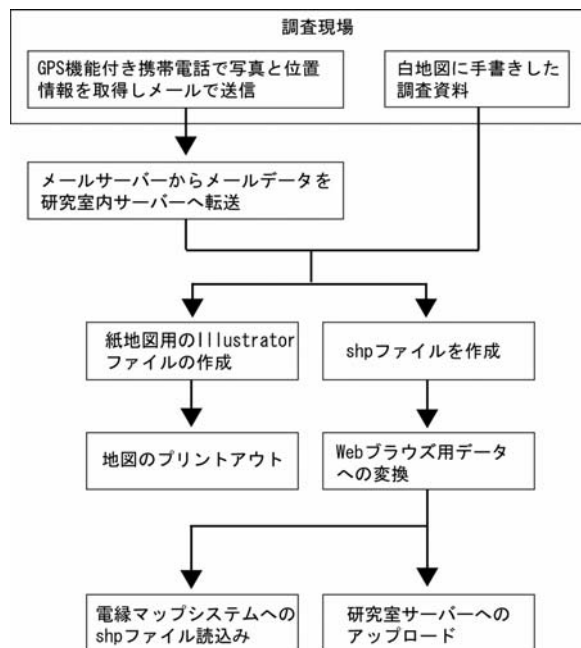 調査現場
GPS機能付き携帯電話で写真と位置
情報を取得しメールで送信
白地図に手書きした
調査資料
メールサーバーからメールデータを
研究室内サーバーへ転送
紙地図用のIllustrator
ファイルの作成
shpファイルを作成
地図のプリントアウト
Webブラウズ用データ
への変換
電縁マップシステムへの
shpファイル読込み
研究室サーバーへの
アップロード